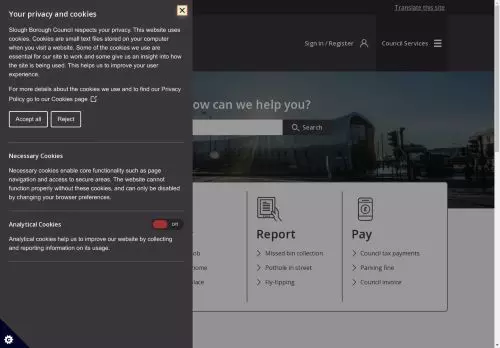 Translate this site
Your privacy and cookies
Slough Borough Council respects your privacy. This website
uses cookies. Cookies are small text files stored on your computer
when you visit a website. Some of the cookies we use are
essential for our site to work and some give us an insight into how
the site is being used. This helps us to improve your user
experience.
For more details about the cookies we use and to find our Privacy
Policy go to our Cookies page
Accept all
Reject
Necessary Cookies
Necessary cookies enable core functionality such as page
navigation and access to secure areas. The website cannot
function properly without these cookies, and can only be disabled
by changing your browser preferences.
Analytical Cookies
Off
Analytical cookies help us to improve our website by collecting
and reporting information on its usage.
Sign in / Register
Council Services
ow can we help you?
Search
Report
Missed bin collection
Pothole in street
Fly-tipping
Pay
Council tax payments
Parking fine
Council invoice